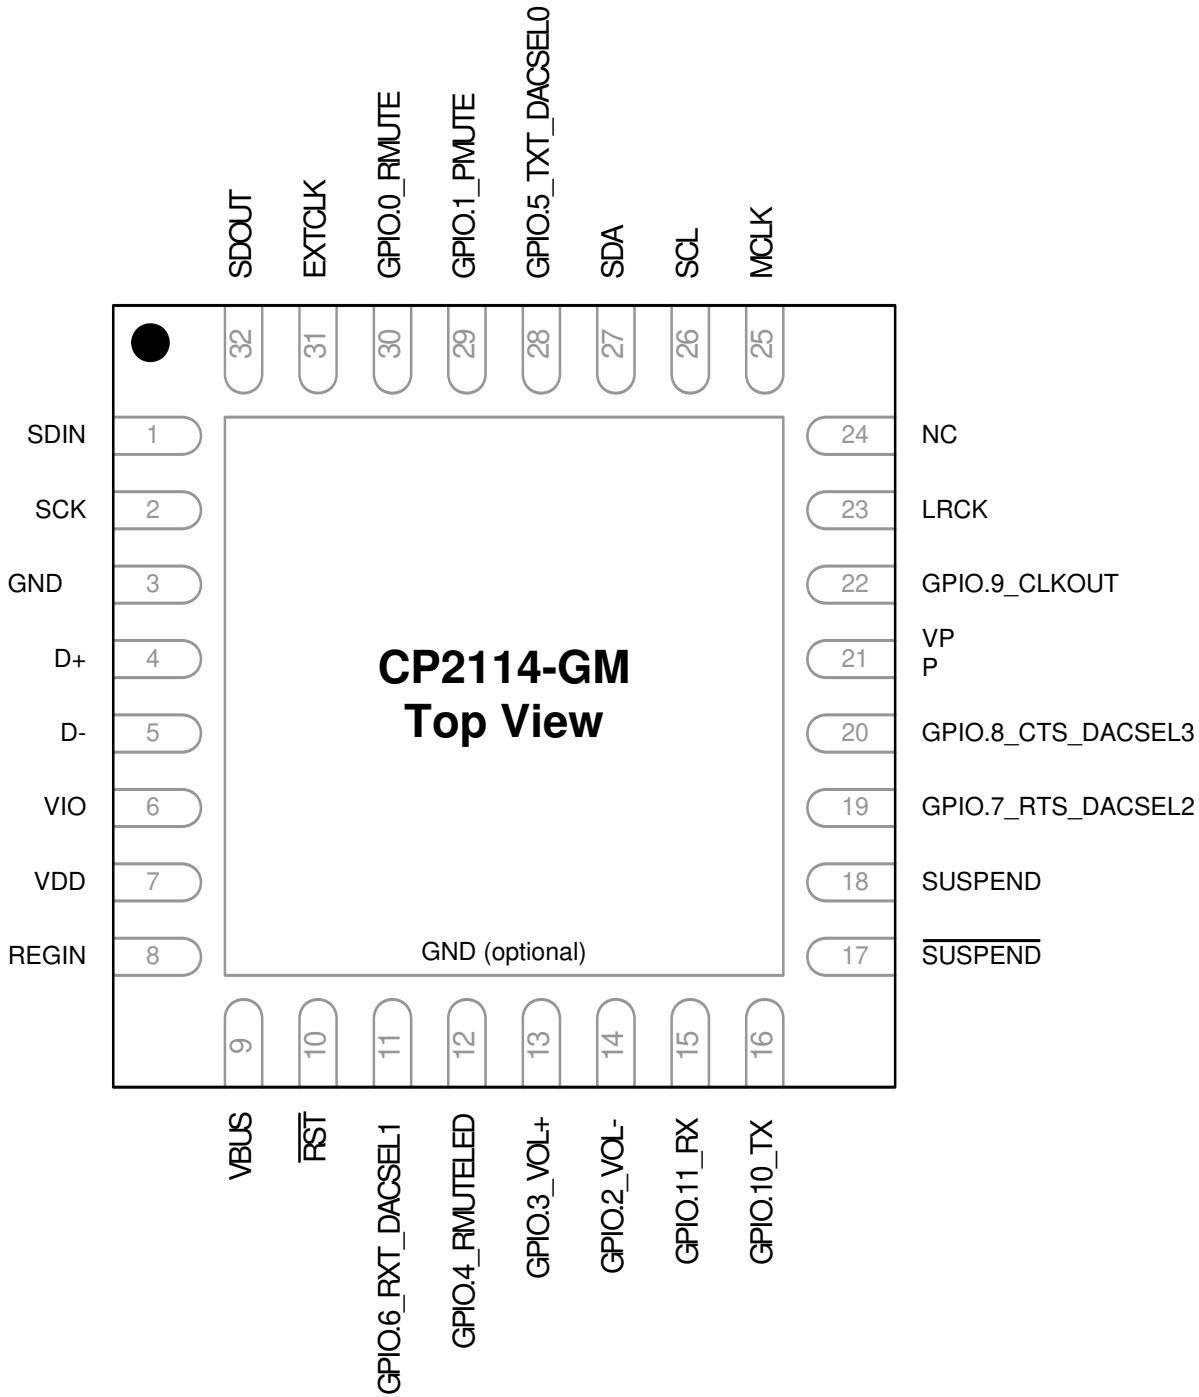 SDOUT
EXTCLK
GPIO.0_RMUTE
GPIO.1_PMUTE
GPIO.5_TXT_DACSEL0
SDA
SCL
MCLK
32
31
30
29
28
27
26
25
SDIN 1
SCK 2
GND 3
D+ 4
D- 5
VIO 6
VDD 7
REGIN 8
CP2114-GM
Top View
GND (optional)
24 NC
23 LRCK
22 GPIO.9_CLKOUT
21 VP
P
20 GPIO.8_CTS_DACSEL3
19 GPIO.7_RTS_DACSEL2
18 SUSPEND
17 SUSPEND
9
10
11
12
13
14
15
16
VBUS
RST
GPIO.6_RXT_DACSEL1
GPIO.4_RMUTELED
GPIO.3_VOL+
GPIO.2_VOL-
GPIO.11_RX
GPIO.10_TX